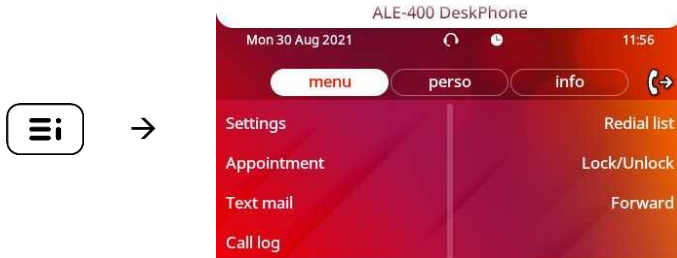 ALE-400 DeskPhone
Mon 30 Aug 2021 11:56
menu perso info
Settings Redial list
Appointment Lock/Unlock
Text mail Forward
Call log